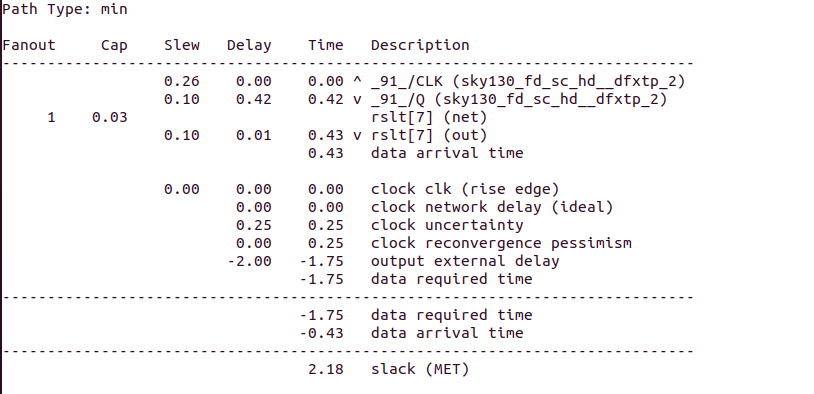 Path Type: min
Fanout     Cap    Slew   Delay    Time   Description
-----------------------------------------------------------------------------
                  0.26    0.00    0.00 ^ _91_/CLK (sky130_fd_sc_hd__dfxtp_2)
                  0.10    0.42    0.42 v _91_/Q (sky130_fd_sc_hd__dfxtp_2)
     1    0.03                           rslt[7] (net)
                  0.10    0.01    0.43 v rslt[7] (out)
                                  0.43   data arrival time
                  0.00    0.00    0.00   clock clk (rise edge)
                          0.00    0.00   clock network delay (ideal)
                          0.25    0.25   clock uncertainty
                          0.00    0.25   clock reconvergence pessimism
                         -2.00   -1.75   output external delay
                                 -1.75   data required time
-----------------------------------------------------------------------------
                                 -1.75   data required time
                                 -0.43   data arrival time
-----------------------------------------------------------------------------
                                  2.18   slack (MET)